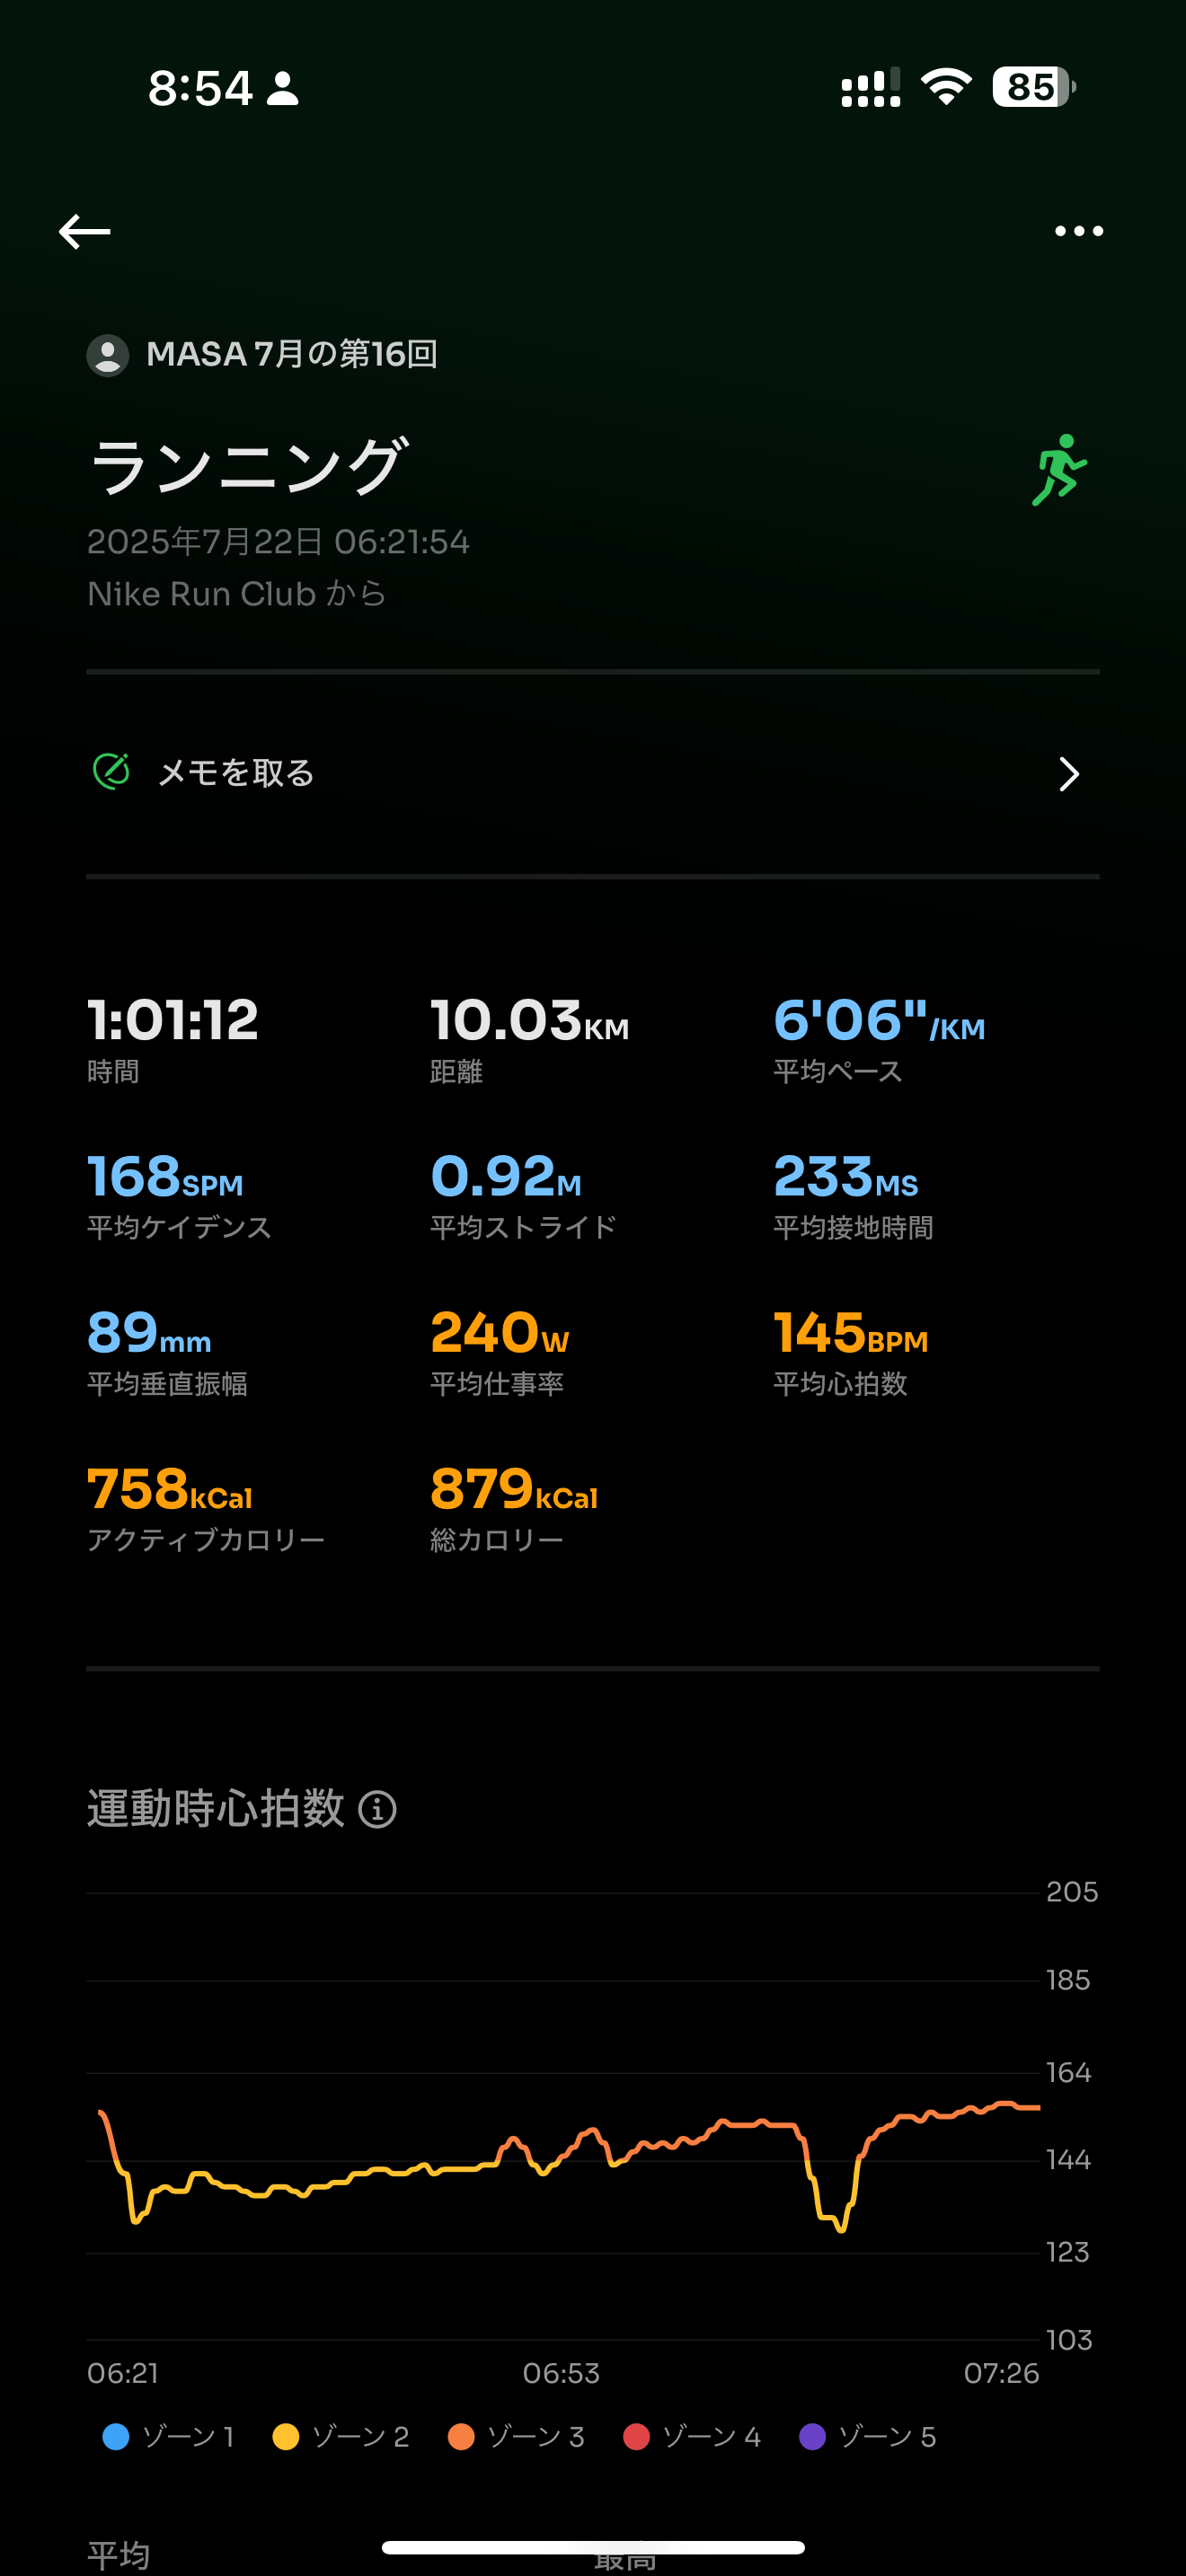 8:54
85
MASA 7月の第16回
ランニング
2025年7月22日 06:21:54
Nike Run Club から
メモを取る
1:01:12 10.03KM 6'06"/KM
時間 距離 平均ペース
168SPM 0.92M 233MS
平均ケイデンス 平均ストライド 平均接地時間
89mm 240W 145BPM
平均垂直振幅 平均仕事率 平均心拍数
758kCal 879kCal
アクティブカロリー 総カロリー
運動時心拍数
205
185
164
144
123
103
06:21 06:53 07:26
ゾーン 1 ゾーン 2 ゾーン 3 ゾーン 4 ゾーン 5
平均 最高